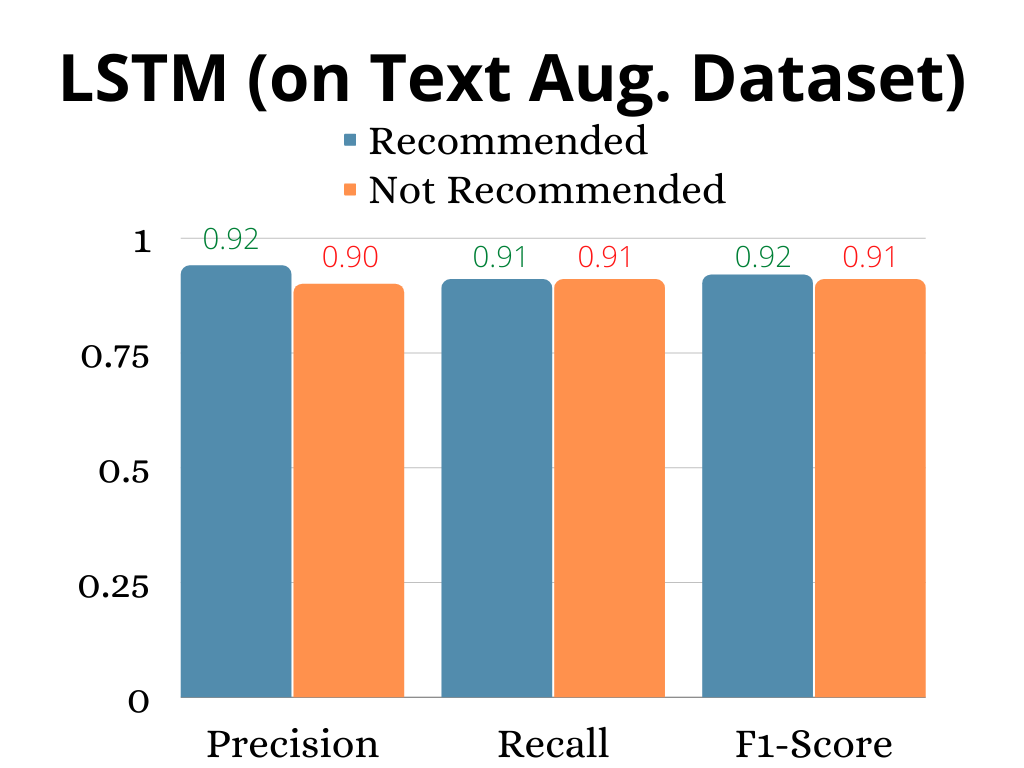 LSTM (on Text Aug. Dataset)
Recommended
Not Recommended
1
0.92
0.90
0.91
0.91
0.92
0.91
0.75
0.5
0.25
0
Precision
Recall
F1-Score